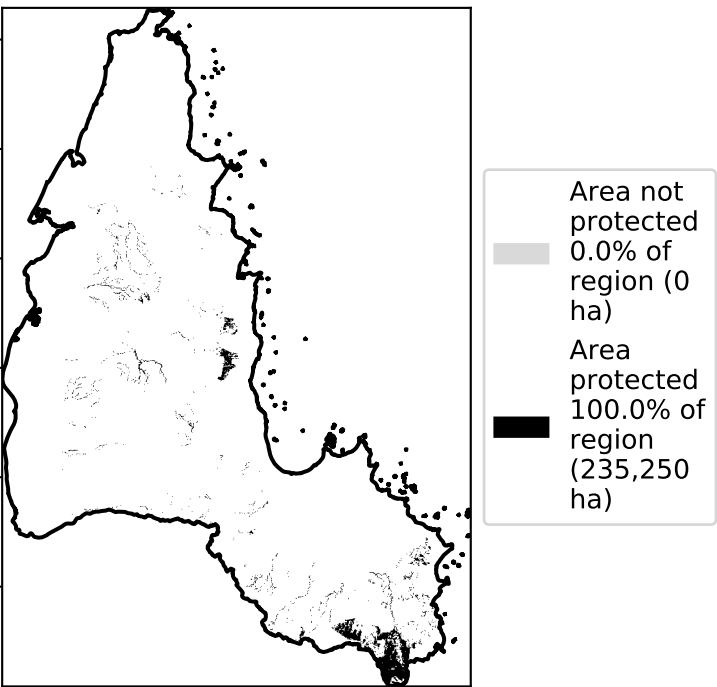 Area not
protected
0.0% of
region (0
ha)
Area
protected
100.0% of
region
(235,250
ha)